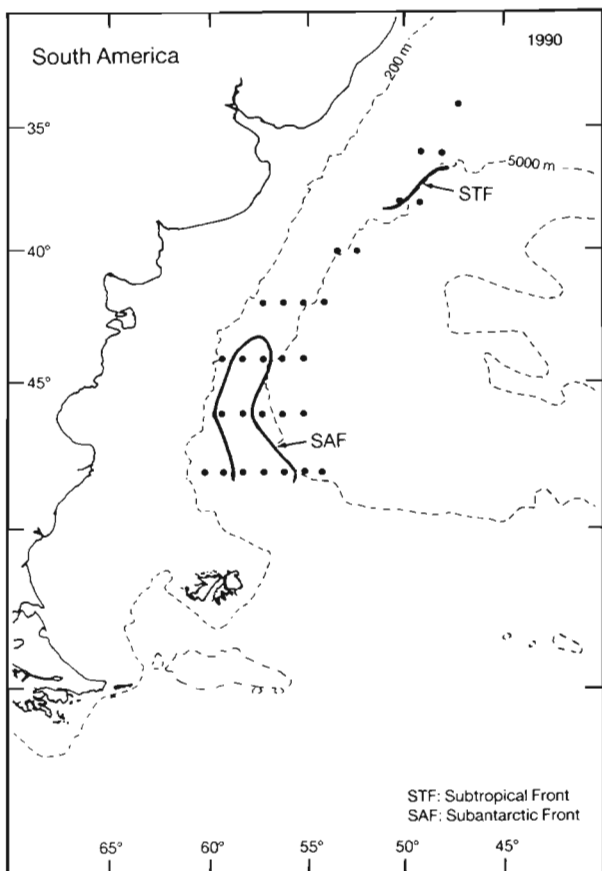 South America
1990
200 m
35°
5000 m
STF
40°
45°
SAF
STF: Subtropical Front
SAF: Subantarctic Front
65° 60° 55° 50° 45°